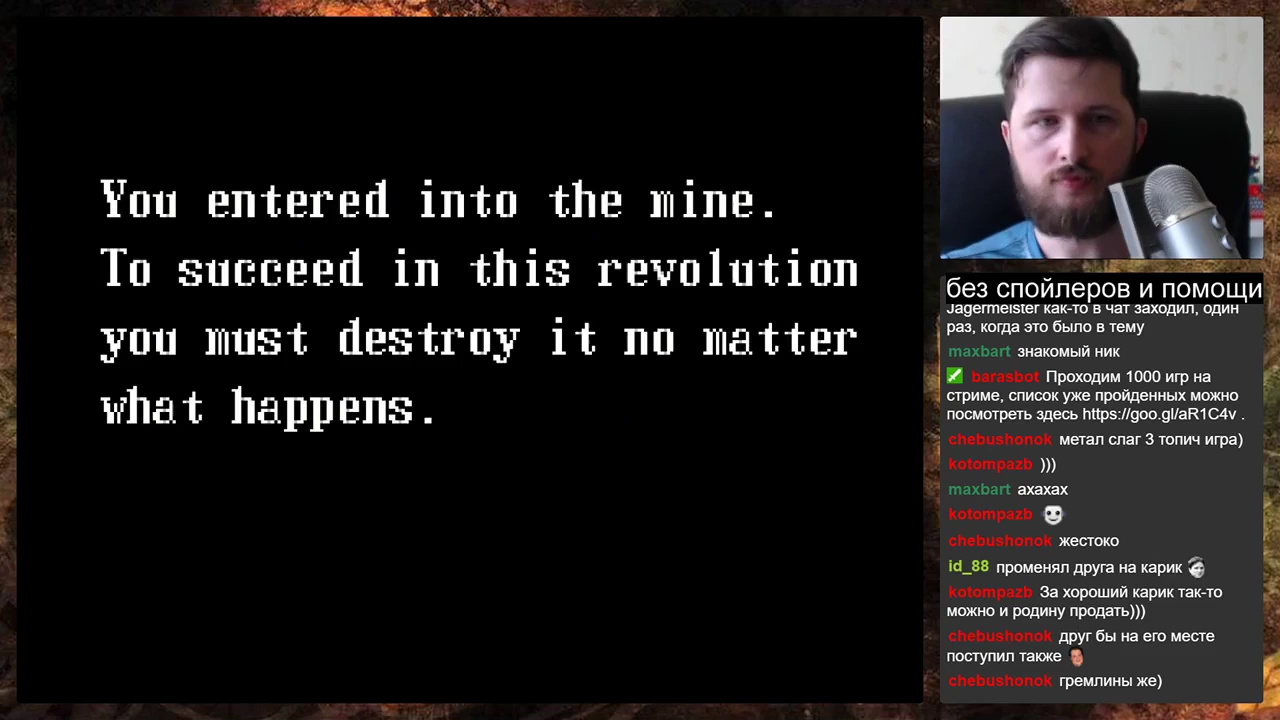 You entered into the mine.
To succeed in this revolution
you must destroy it no matter
what happens.
без спойлеров и помощи
Jagermeister как-то в чат заходил, один
раз, когда это было в тему
maxbart знакомый ник
barasbot Проходим 1000 игр на
стриме, список уже пройденных можно
посмотреть здесь https://goo.gl/aR1C4v .
chebushonok метал слаг 3 топич игра)
kotompazb )))
maxbart ахахах
kotompazb
chebushonok жестоко
id_88 променял друга на карик
kotompazb За хороший карик так-то
можно и родину продать)))
chebushonok друг бы на его месте
поступил также
chebushonok гремлины же)